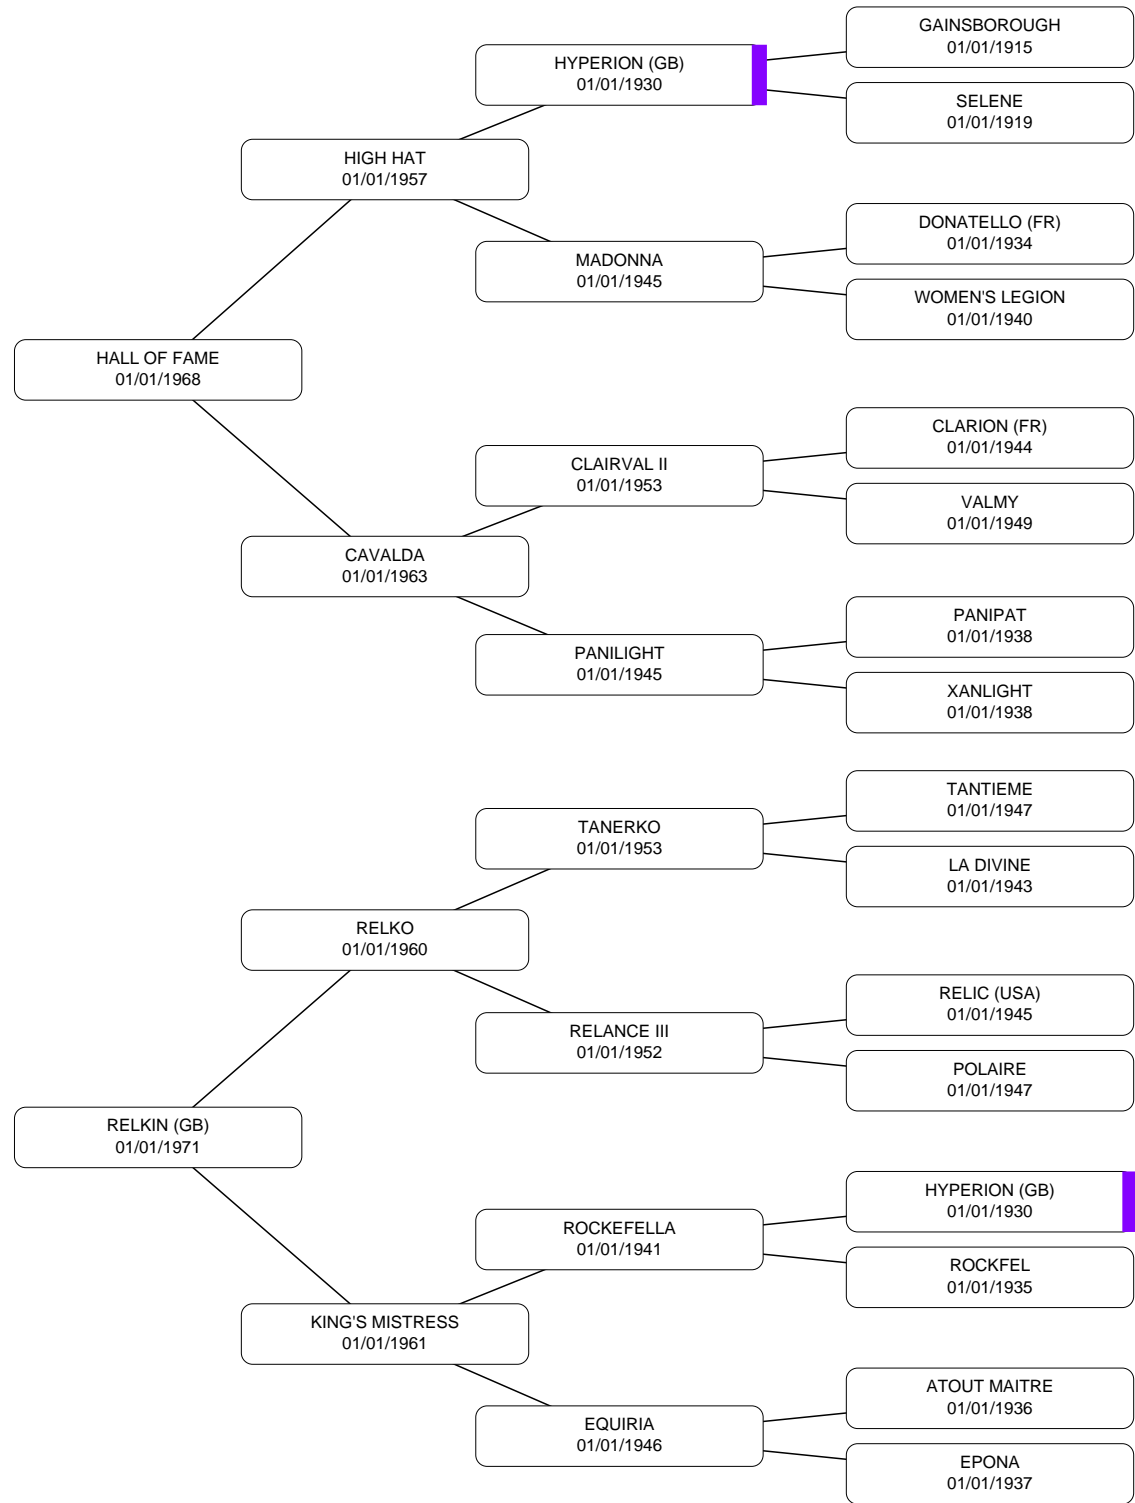 GAINSBOROUGH
01/01/1915
HYPERION (GB)
01/01/1930
SELENE
01/01/1919
HIGH HAT
01/01/1957
DONATELLO (FR)
01/01/1934
MADONNA
01/01/1945
WOMEN'S LEGION
01/01/1940
HALL OF FAME
01/01/1968
CLARION (FR)
01/01/1944
CLAIRVAL II
01/01/1953
VALMY
01/01/1949
CAVALDA
01/01/1963
PANIPAT
01/01/1938
PANILIGHT
01/01/1945
XANLIGHT
01/01/1938
TANTIEME
01/01/1947
TANERKO
01/01/1953
LA DIVINE
01/01/1943
RELKO
01/01/1960
RELIC (USA)
01/01/1945
RELANCE III
01/01/1952
POLAIRE
01/01/1947
RELKIN (GB)
01/01/1971
HYPERION (GB)
01/01/1930
ROCKEFELLA
01/01/1941
ROCKFEL
01/01/1935
KING'S MISTRESS
01/01/1961
ATOUT MAITRE
01/01/1936
EQUIRIA
01/01/1946
EPONA
01/01/1937